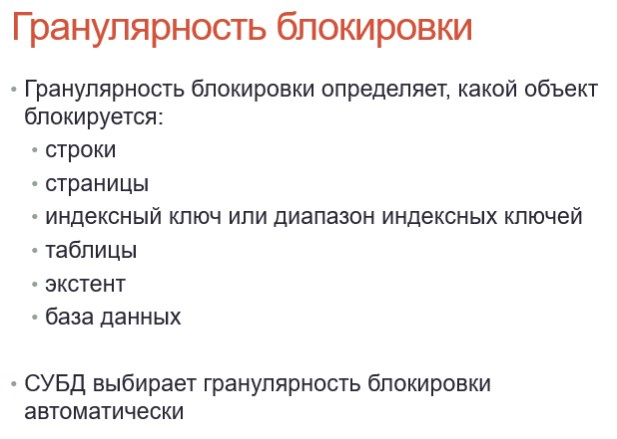 Гранулярность блокировки
• Гранулярность блокировки определяет, какой объект
блокируется:
• строки
• страницы
• индексный ключ или диапазон индексных ключей
• таблицы
• экстент
• база данных
• СУБД выбирает гранулярность блокировки
автоматически